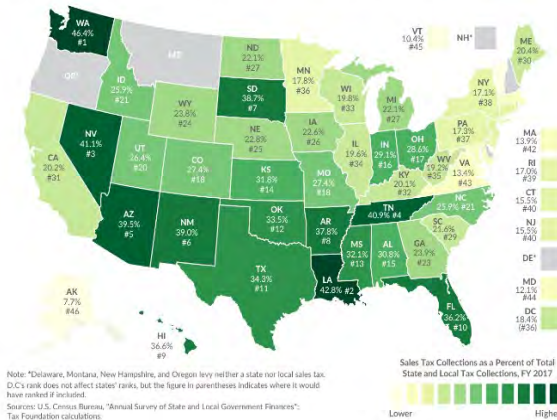 WA
46.4%
#1
MT*
ND
22.1%
#27
MN
17.8%
#36
VT
10.4%
#45
NH*
ME
20.4%
#30
OR*
ID
25.9%
#21
SD
38.7%
#7
WI
19.8%
#33
MI
22.1%
#27
NY
17.1%
#38
WY
23.8%
#24
NV
41.1%
#3
UT
26.4%
#20
CO
27.4%
#18
NE
22.8%
#25
IA
22.6%
#26
IL
19.6%
#34
IN
29.1%
#16
OH
28.6%
#17
PA
17.3%
#37
WV
19.2%
#35
VA
13.4%
#43
MA
13.9%
#42
RI
17.0%
#39
CT
15.5%
#40
NJ
15.5%
#40
DE*
MD
12.1%
#44
DC
18.4%
(#36)
CA
20.2%
#31
KS
31.8%
#14
MO
27.4%
#18
KY
20.1%
#32
NC
25.9% #21
TN
40.9% #4
SC
21.6%
#29
AZ
39.5%
#5
NM
39.0%
#6
OK
33.5%
#12
AR
37.8%
#8
MS
32.1%
#13
AL
30.8%
#15
GA
23.9%
#23
TX
34.3%
#11
LA
42.8% #2
FL
36.2%
#10
AK
7.7%
#46
HI
36.6%
#9
Note: *Delaware, Montana, New Hampshire, and Oregon levy neither a state nor local sales tax.
D.C.'s rank does not affect states' ranks, but the figure in parentheses indicates where it would
have ranked if included.
Sources: U.S. Census Bureau, "Annual Survey of State and Local Government Finances";
Tax Foundation calculations.
Sales Tax Collections as a Percent of Total
State and Local Tax Collections, FY 2017
Lower
Higher